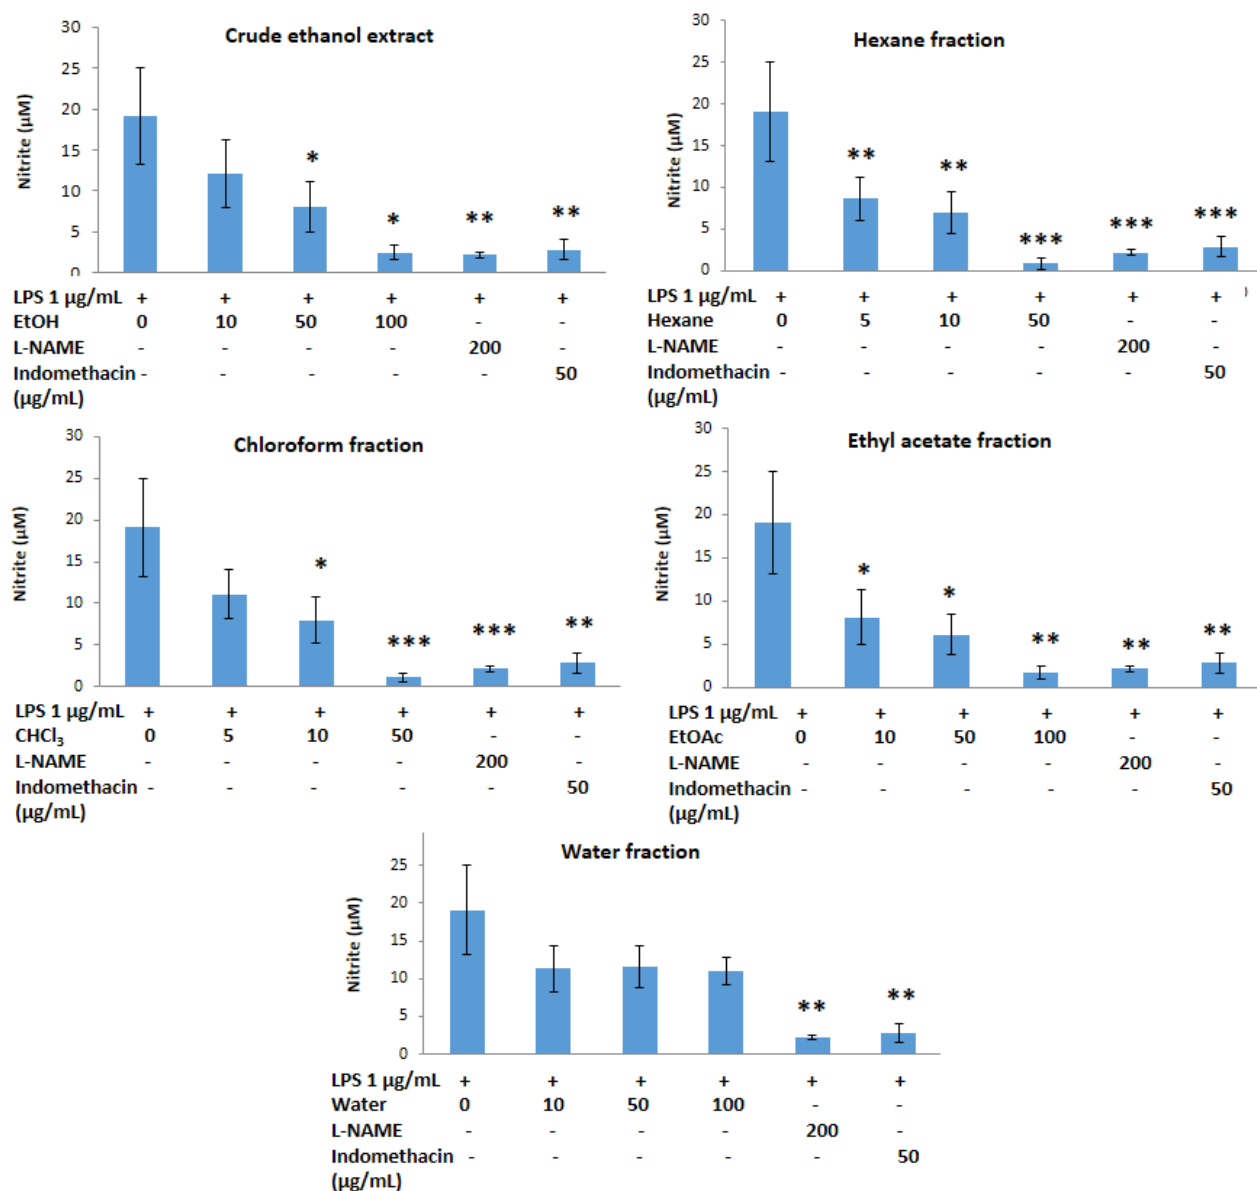 Crude ethanol extract
Nitrite (µM)
30
25
20
15
10
5
0
LPS 1 µg/mL + + + + + +
EtOH 0 10 50 100 - -
L-NAME - - - - 200 -
Indomethacin - - - - - 50
(µg/mL)
Hexane fraction
Nitrite (µM)
30
25
20
15
10
5
0
** ** *** *** ***
LPS 1 µg/mL + + + + + +
Hexane 0 5 10 50 - -
L-NAME - - - - 200 -
Indomethacin - - - - - 50
(µg/mL)
* * ** **
Chloroform fraction
Nitrite (µM)
30
25
20
15
10
5
0
* *** *** **
LPS 1 µg/mL + + + + + +
CHCl₃ 0 5 10 50 - -
L-NAME - - - - 200 -
Indomethacin - - - - - 50
(µg/mL)
Ethyl acetate fraction
Nitrite (µM)
30
25
20
15
10
5
0
* * ** ** **
LPS 1 µg/mL + + + + + +
EtOAc 0 10 50 100 - -
L-NAME - - - - 200 -
Indomethacin - - - - - 50
(µg/mL)
Water fraction
Nitrite (µM)
25
20
15
10
5
0
** **
LPS 1 µg/mL + + + + + +
Water 0 10 50 100 - -
L-NAME - - - - 200 -
Indomethacin - - - - - 50
(µg/mL)